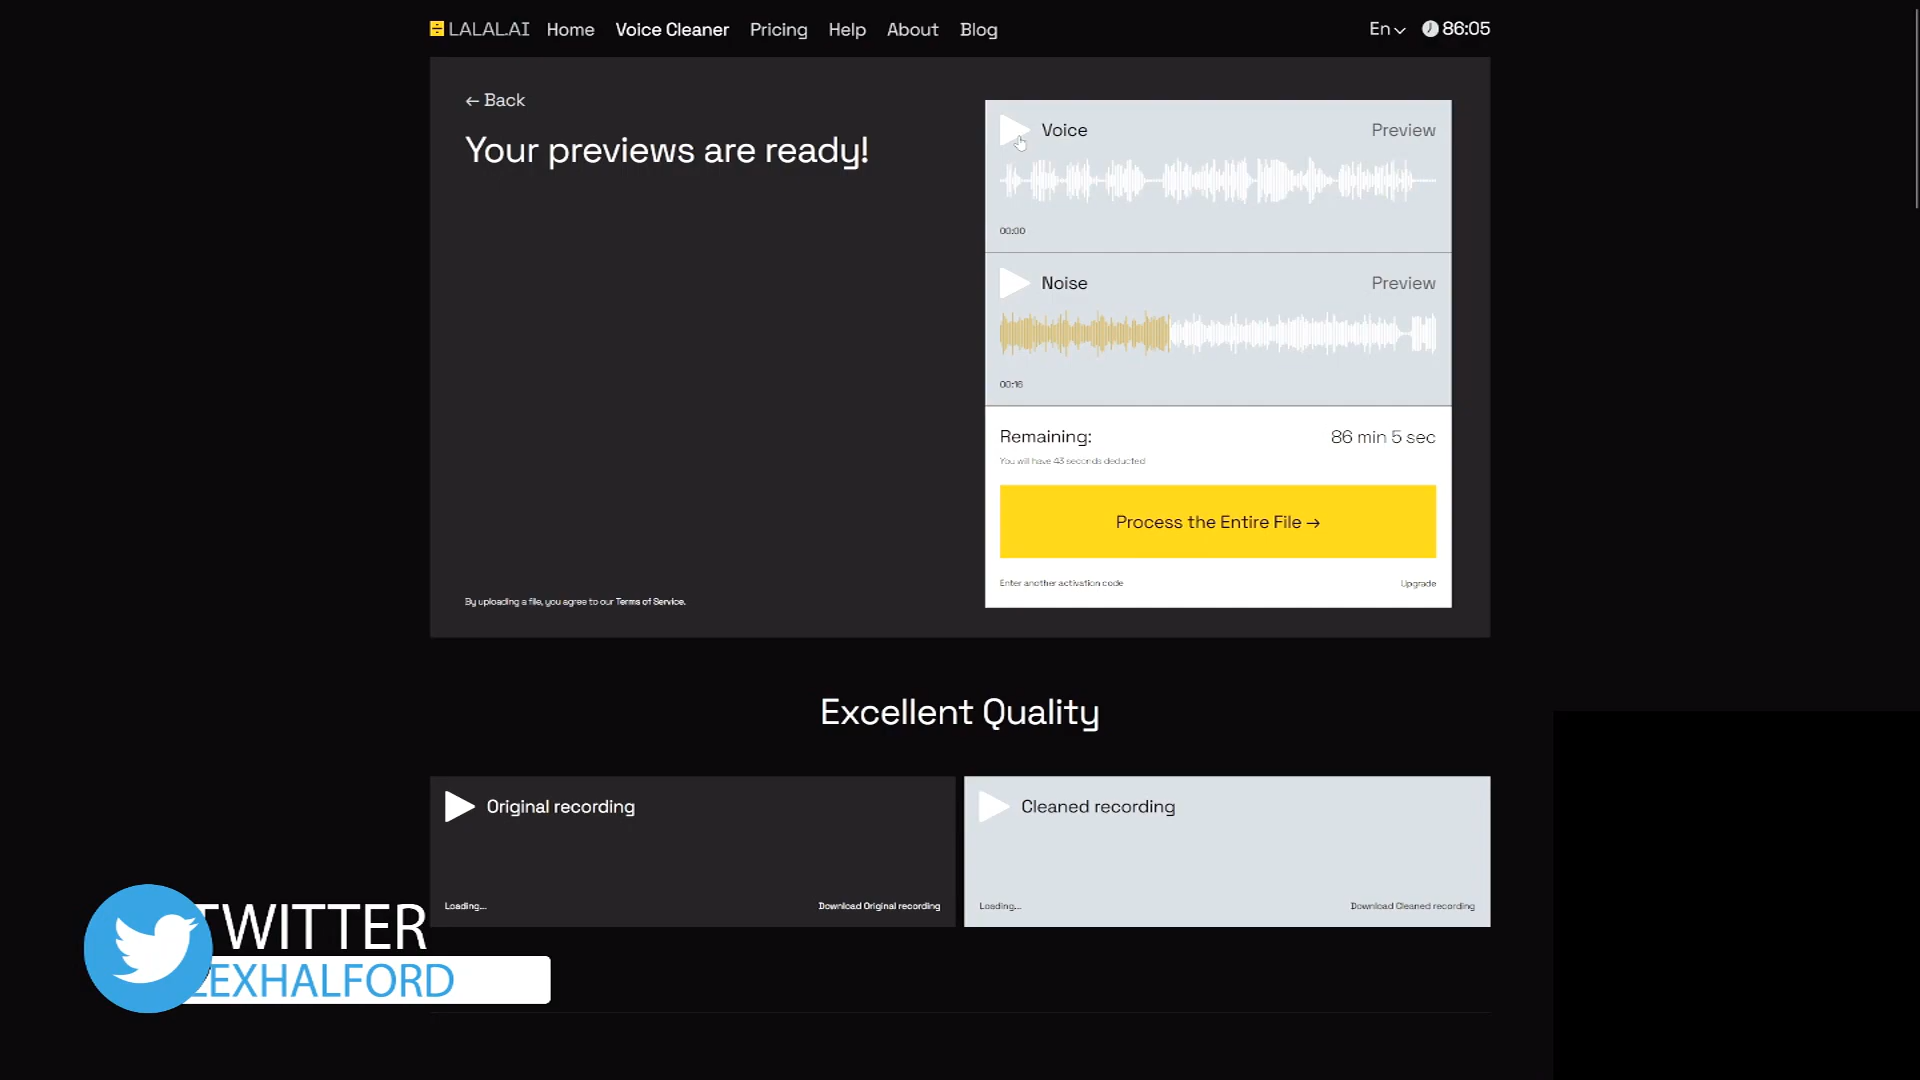 LALAL.AI Home Voice Cleaner Pricing Help About Blog En 86:05
← Back
Your previews are ready!
Voice Preview
00:00
Noise Preview
00:16
Remaining: 86 min 5 sec
You will have 43 seconds deducted
Process the Entire File →
Enter another activation code Upgrade
By uploading a file, you agree to our Terms of Service.
Excellent Quality
Original recording
Loading...
Download Original recording
Cleaned recording
Loading...
Download Cleaned recording
TWITTER
EXHALFORD